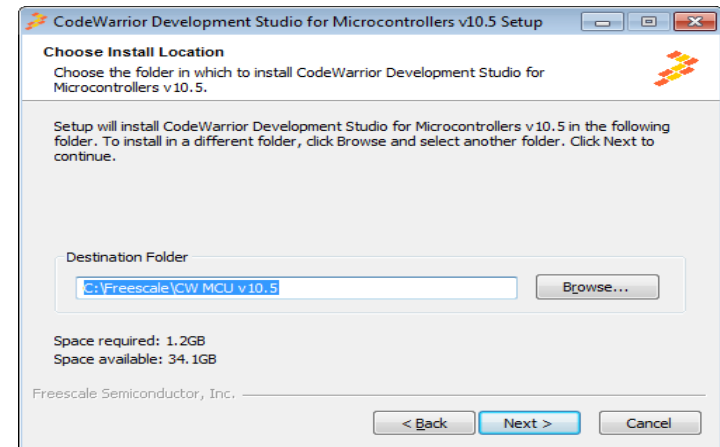 CodeWarrior Development Studio for Microcontrollers v10.5 Setup
Choose Install Location
Choose the folder in which to install CodeWarrior Development Studio for
Microcontrollers v10.5.
Setup will install CodeWarrior Development Studio for Microcontrollers v10.5 in the following
folder. To install in a different folder, click Browse and select another folder. Click Next to
continue.
Destination Folder
C:\Freescale\CW MCU v10.5
Browse...
Space required: 1.2GB
Space available: 34.1GB
Freescale Semiconductor, Inc.
< Back
Next >
Cancel